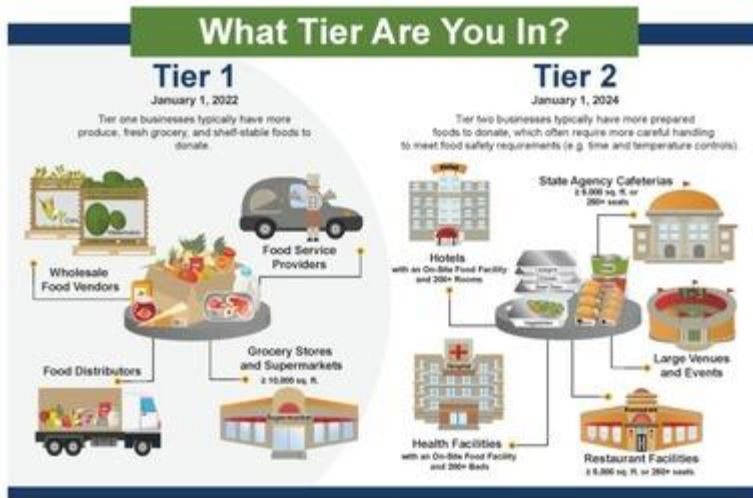 What Tier Are You In?
Tier 1
January 1, 2022
Tier one businesses typically have more
produce, fresh grocery, and shelf-stable foods to
donate.
Wholesale
Food Vendors
Food Service
Providers
Food Distributors
Grocery Stores
and Supermarkets
≥ 10,000 sq. ft.
Supermarket
Tier 2
January 1, 2024
Tier two businesses typically have more prepared
foods to donate, which often require more careful handling
to meet food safety requirements (e.g. time and temperature controls).
Hotel
Hotels
with an On-Site Food Facility
and 200+ Rooms
State Agency Cafeterias
≥ 5,000 sq. ft. or
250+ seats
Vegetables
Large Venues
and Events
Hospital
Health Facilities
with an On-Site Food Facility
and 200+ Beds
Restaurant
Restaurant Facilities
≥ 5,000 sq. ft. or 250+ seats